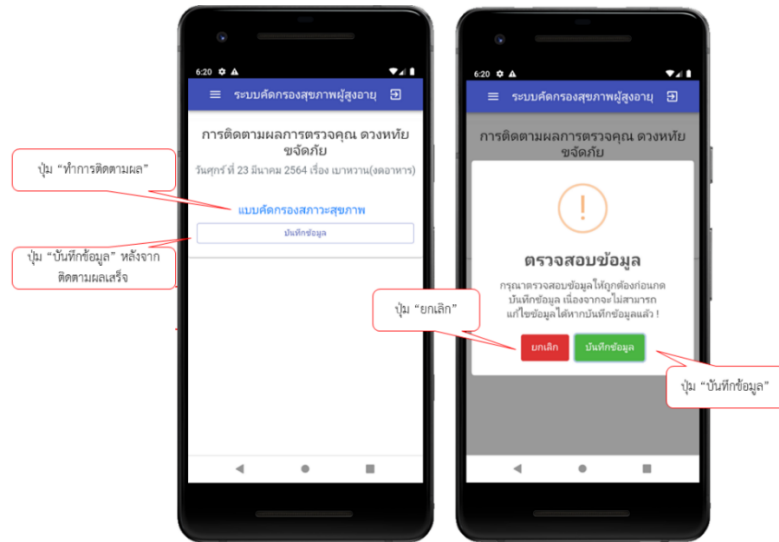 6:20
ระบบคัดกรองสุขภาพผู้สูงอายุ
การติดตามผลการตรวจคุณ ดวงหทัย
ขจัดภัย
วันศุกร์ ที่ 23 มีนาคม 2564 เรื่อง เบาหวาน(งดอาหาร)
แบบคัดกรองสภาวะสุขภาพ
บันทึกข้อมูล
ปุ่ม “ทำการติดตามผล”
ปุ่ม “บันทึกข้อมูล” หลังจาก
ติดตามผลเสร็จ
6:20
ระบบคัดกรองสุขภาพผู้สูงอายุ
การติดตามผลการตรวจคุณ ดวงหทัย
ขจัดภัย
!
ตรวจสอบข้อมูล
กรุณาตรวจสอบข้อมูลให้ถูกต้องก่อนกด
บันทึกข้อมูล เนื่องจากจะไม่สามารถ
แก้ไขข้อมูลได้หากบันทึกข้อมูลแล้ว !
ยกเลิก
บันทึกข้อมูล
ปุ่ม “ยกเลิก”
ปุ่ม “บันทึกข้อมูล”